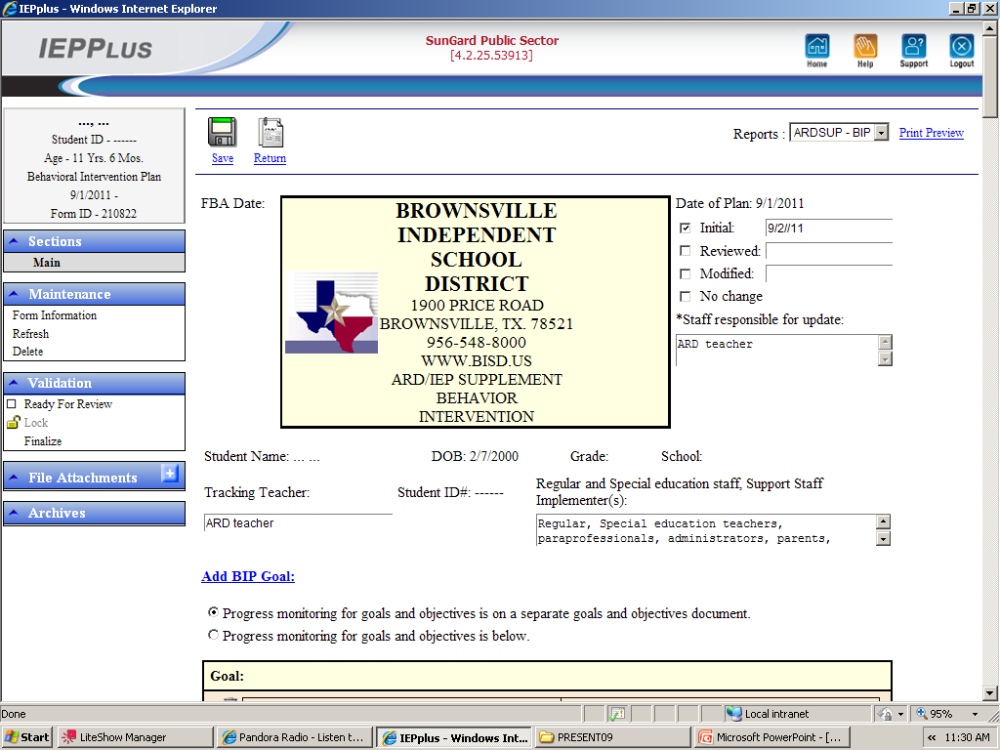 IEPplus - Windows Internet Explorer
IEPPLUS
SunGard Public Sector
[4.2.25.53913]
Home
Help
Support
Logout
..., ...
Student ID - ------
Age - 11 Yrs. 6 Mos.
Behavioral Intervention Plan
9/1/2011 -
Form ID - 210822
Sections
Main
Maintenance
Form Information
Refresh
Delete
Validation
Ready For Review
Lock
Finalize
File Attachments
Archives
Save
Return
Reports :
ARDSUP - BIP
Print Preview
FBA Date:
BROWNSVILLE
INDEPENDENT
SCHOOL
DISTRICT
1900 PRICE ROAD
BROWNSVILLE, TX. 78521
956-548-8000
WWW.BISD.US
ARD/IEP SUPPLEMENT
BEHAVIOR
INTERVENTION
Date of Plan: 9/1/2011
Initial: 9/2//11
Reviewed:
Modified:
No change
*Staff responsible for update:
ARD teacher
Student Name: ... ...
DOB: 2/7/2000
Grade:
School:
Tracking Teacher:
Student ID#: ------
Regular and Special education staff, Support Staff
Implementer(s):
ARD teacher
Regular, Special education teachers,
paraprofessionals, administrators, parents,
Add BIP Goal:
Progress monitoring for goals and objectives is on a separate goals and objectives document.
Progress monitoring for goals and objectives is below.
Goal:
Done
Local intranet
95%
Start
LiteShow Manager
Pandora Radio - Listen t...
IEPplus - Windows Int...
PRESENT09
Microsoft PowerPoint - [...
11:30 AM